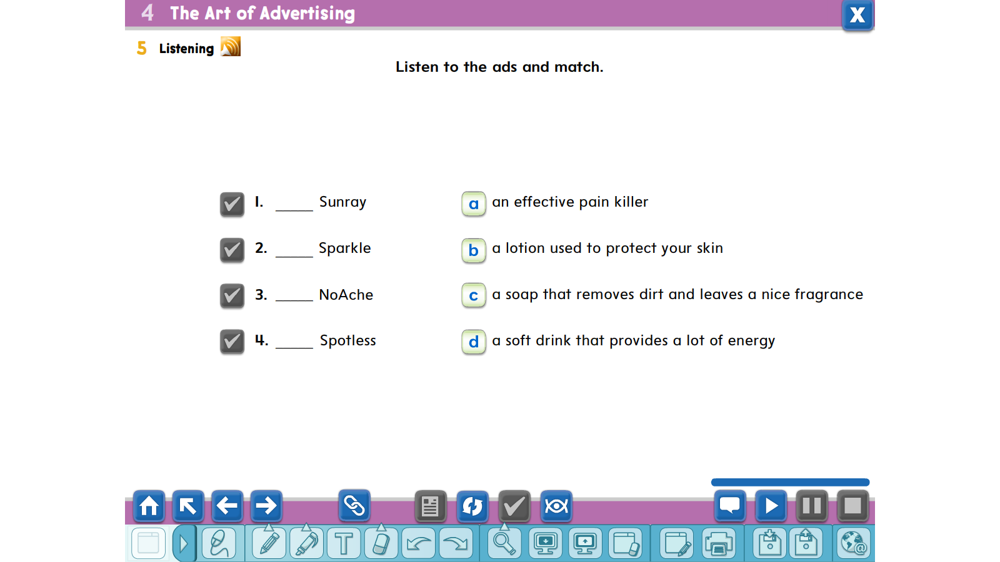 4 The Art of Advertising
X
5 Listening
Listen to the ads and match.
1. _____ Sunray a an effective pain killer
2. _____ Sparkle b a lotion used to protect your skin
3. _____ NoAche c a soap that removes dirt and leaves a nice fragrance
4. _____ Spotless d a soft drink that provides a lot of energy
T
@